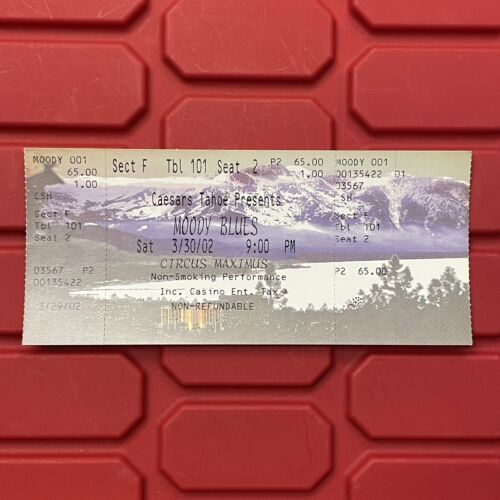 MOODY 001
65.00
1.00
CSH
Sect F
Tbl 101
Seat 2
03567 P2
00135422
3/29/02
Sect F Tbl 101 Seat 2 P2 65.00
1.00
Caesars Tahoe Presents
MOODY BLUES
Sat 3/30/02 9:00 PM
CIRCUS MAXIMUS
Non-Smoking Performance
Inc. Casino Ent. Tax
NON-REFUNDABLE
MOODY 001
00135422 D1
03567
CSH
Sect F
Tbl 101
Seat 2
P2 65.00